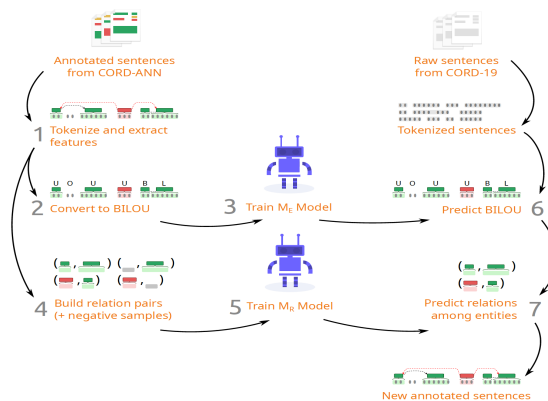 Annotated sentences
from CORD-ANN
Raw sentences
from CORD-19
1 Tokenize and extract
features
Tokenized sentences
U O U U B L
2 Convert to BILOU
3 Train M_E Model
U O U U B L
Predict BILOU 6
( , ) ( , )
( , ) ( , )
4 Build relation pairs
(+ negative samples)
5 Train M_R Model
( , )
( , )
Predict relations
among entities 7
New annotated sentences